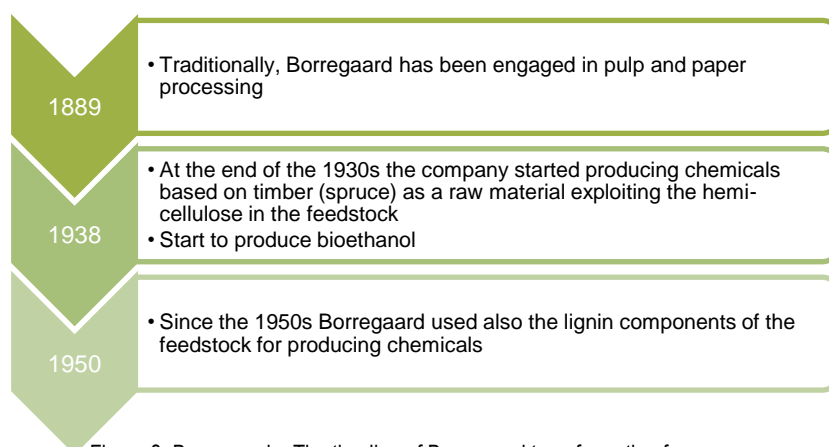 1889
• Traditionally, Borregaard has been engaged in pulp and paper
processing
1938
• At the end of the 1930s the company started producing chemicals
based on timber (spruce) as a raw material exploiting the hemi-
cellulose in the feedstock
• Start to produce bioethanol
1950
• Since the 1950s Borregaard used also the lignin components of the
feedstock for producing chemicals